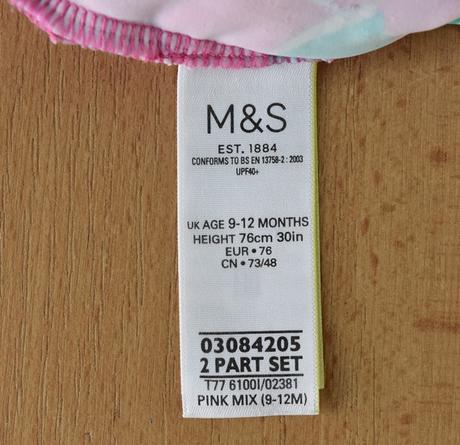 M&S
EST. 1884
CONFORMS TO BS EN 13758-2 : 2003
UPF40+
UK AGE 9-12 MONTHS
HEIGHT 76cm 30in
EUR • 76
CN • 73/48
03084205
2 PART SET
T77 6100I/02381
PINK MIX (9-12M)